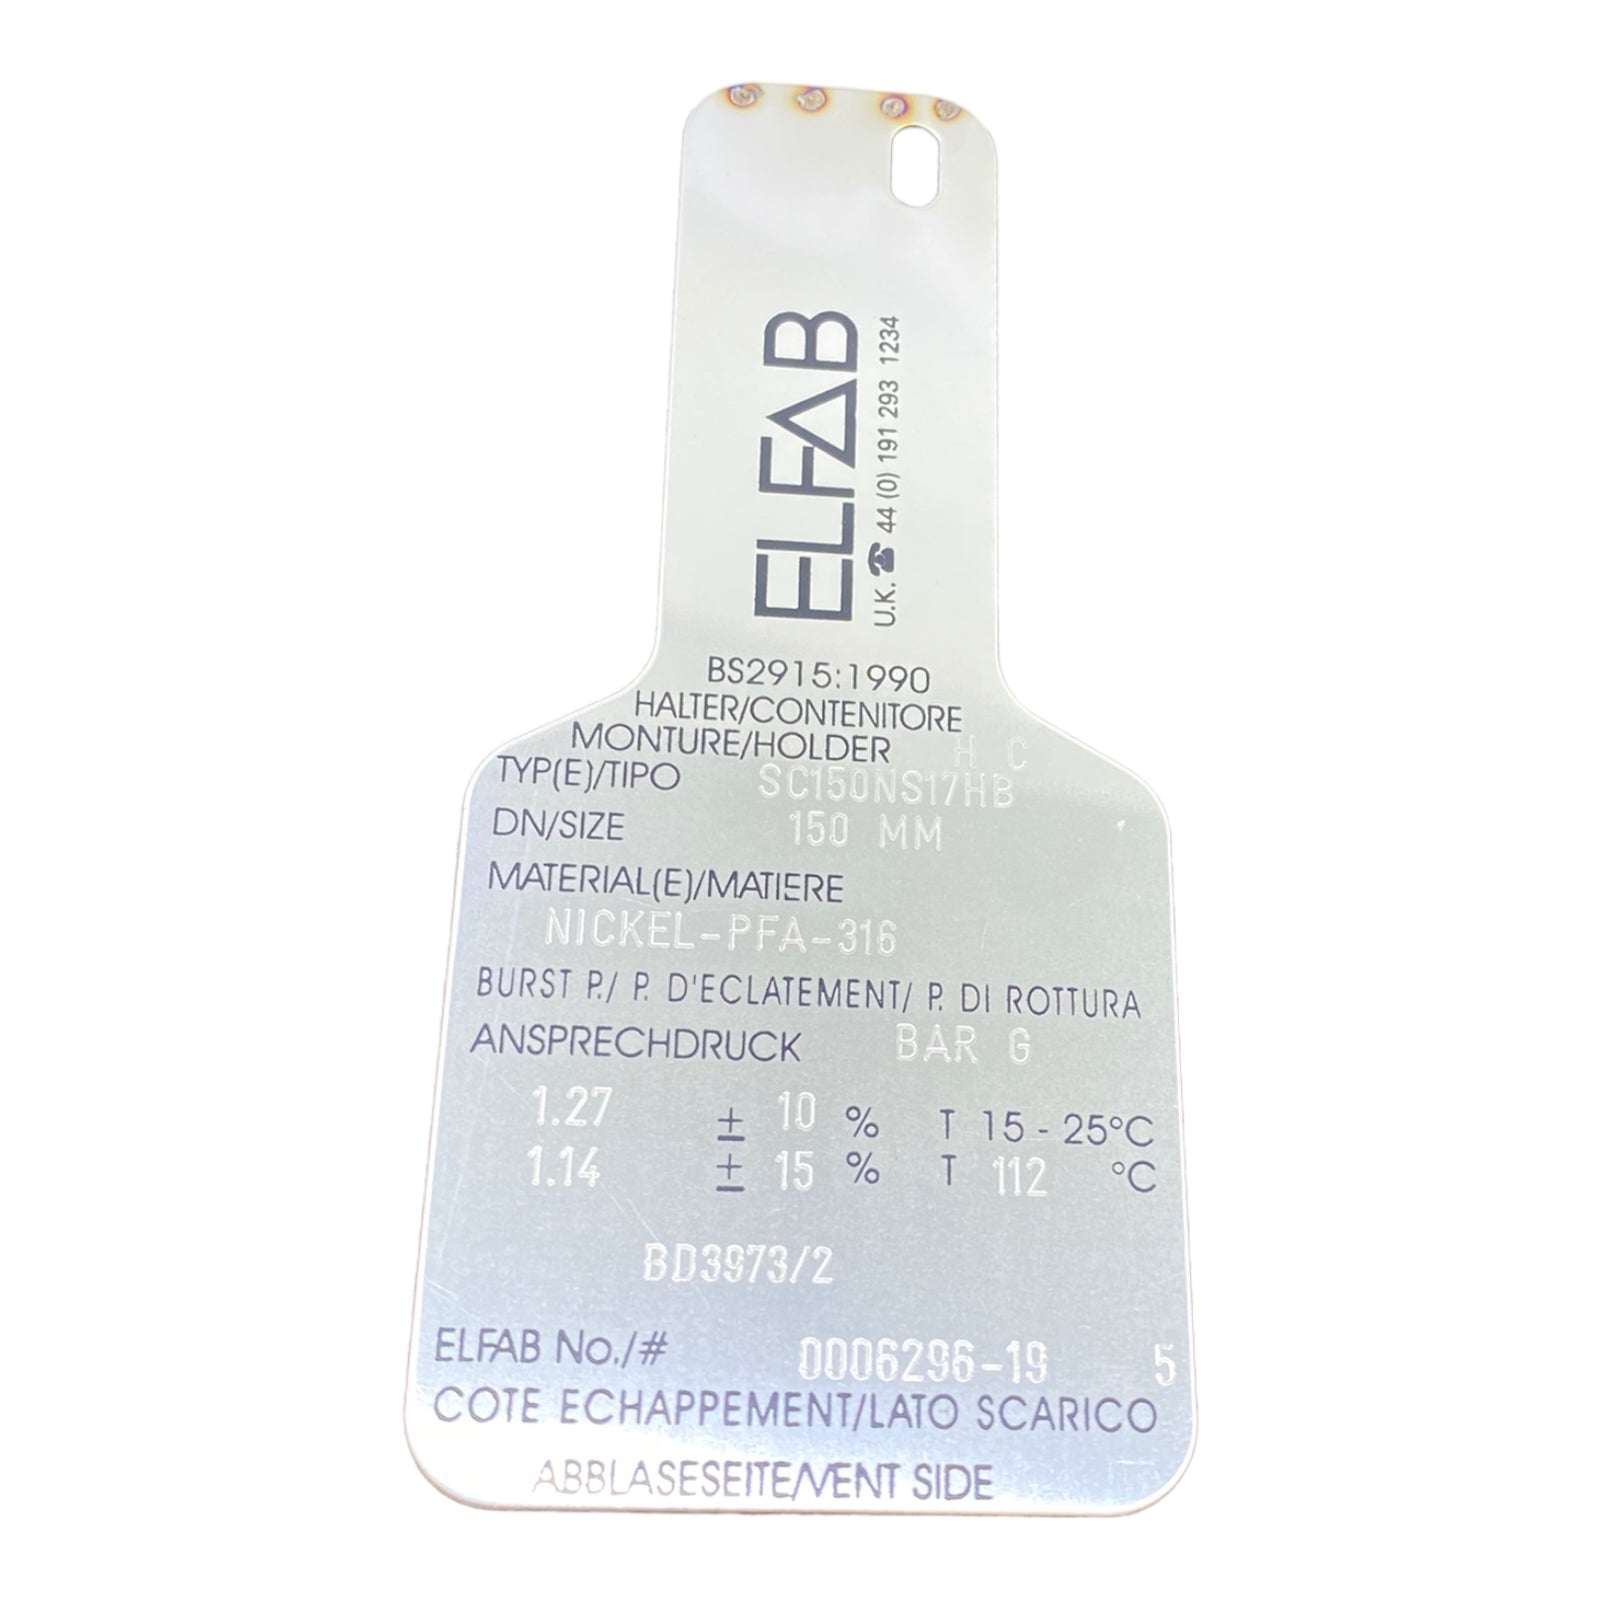 ELFAB
U.K. ☎ 44 (0) 191 293 1234
BS2915:1990
HALTER/CONTENITORE
MONTURE/HOLDER H C
TYP(E)/TIPO SC150NS17HB
DN/SIZE 150 MM
MATERIAL(E)/MATIERE
NICKEL-PFA-316
BURST P./ P. D'ECLATEMENT/ P. DI ROTTURA
ANSPRECHDRUCK BAR G
1.27 ± 10 % T 15 - 25°C
1.14 ± 15 % T 112 °C
BD3973/2
ELFAB No./# 0006296-19 5
COTE ECHAPPEMENT/LATO SCARICO
ABBLASESEITE/VENT SIDE